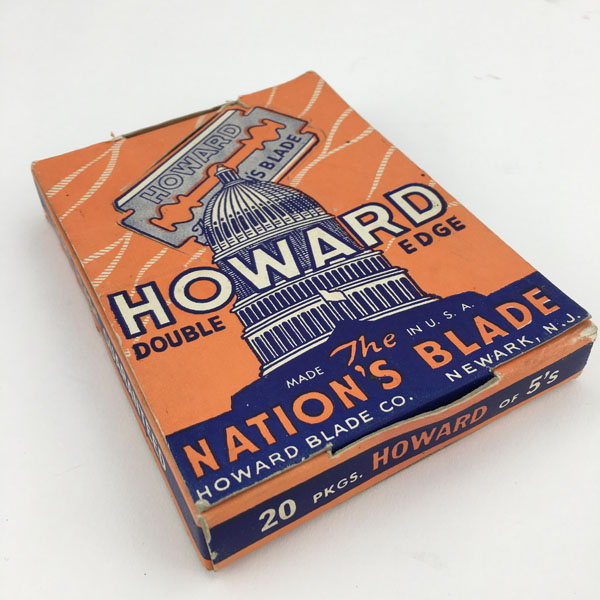 HOWARD
'S BLADE
HOWARD
DOUBLE EDGE
MADE The IN U. S. A.
NATION'S BLADE
HOWARD BLADE CO. NEWARK, N. J.
20 PKGS. HOWARD OF 5's